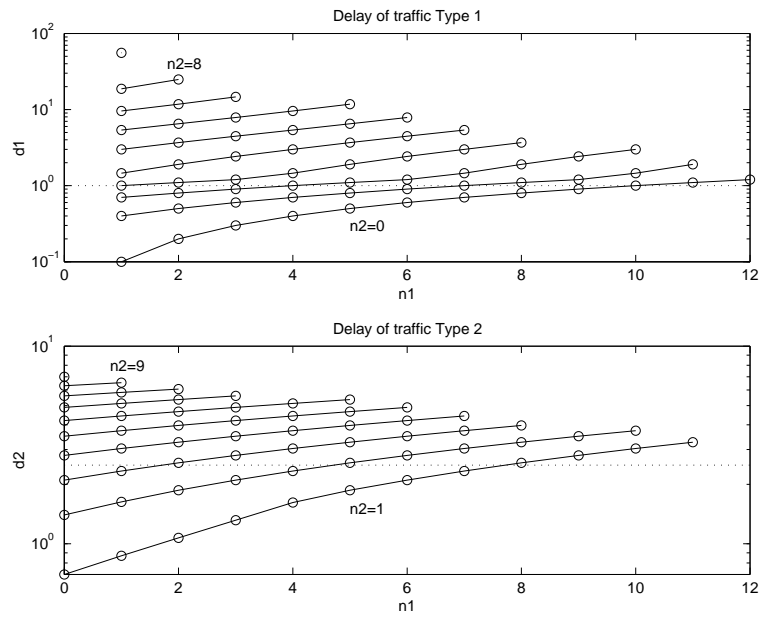 Delay of traffic Type 1
10^2
10^1
10^0
10^−1
d1
n2=8
n2=0
0 2 4 6 8 10 12
n1
Delay of traffic Type 2
10^1
10^0
d2
n2=9
n2=1
0 2 4 6 8 10 12
n1